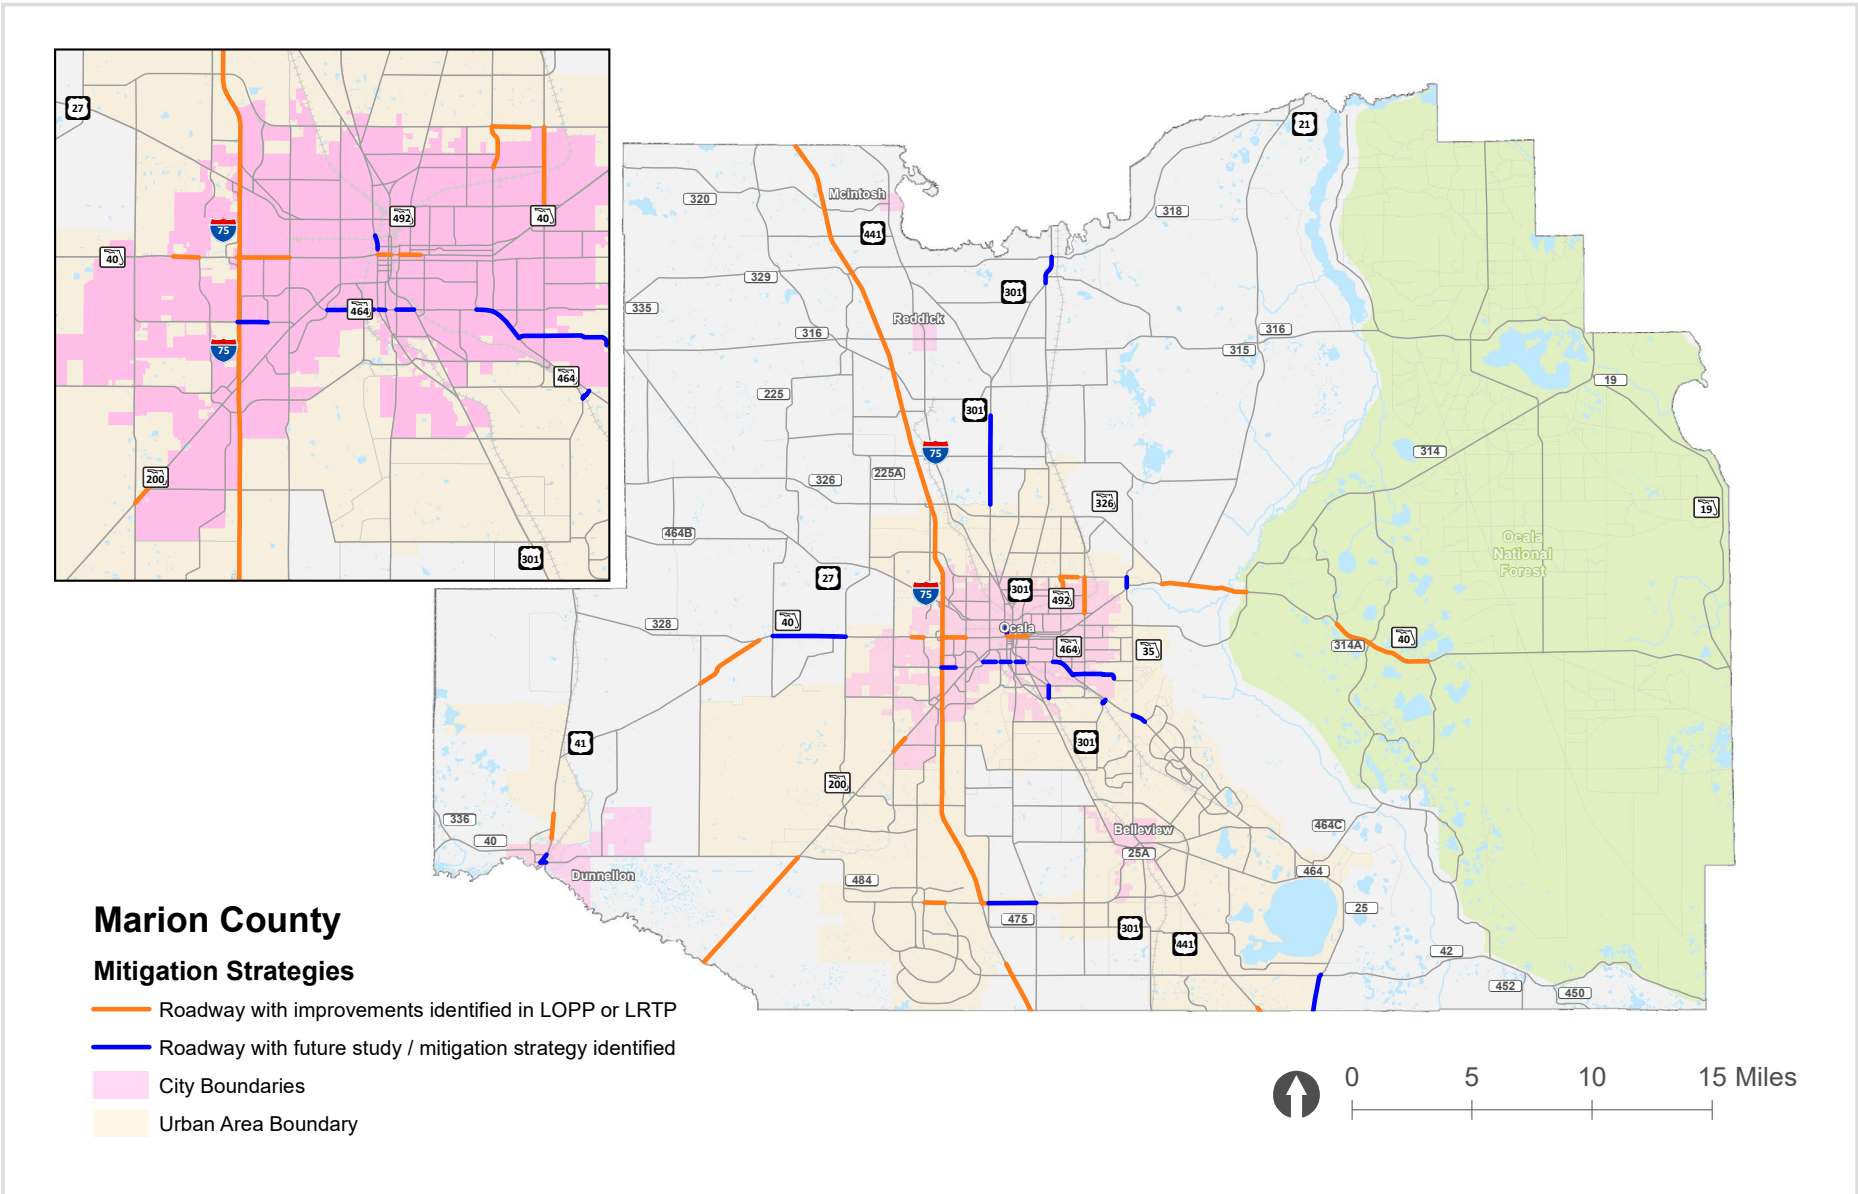 27
75
492
40
40
464
75
464
200
301
21
320
McIntosh
441
318
329
301
335
Reddick
316
316
315
225
19
301
75
314
225A
326
326
19
464B
Ocala
National
Forest
27
75
301
492
40
328
Ocala
40
464
35
314A
41
301
200
336
40
Belleview
464C
25A
Dunnellon
484
464
25
475
301
441
42
452
450
Marion County
Mitigation Strategies
Roadway with improvements identified in LOPP or LRTP
Roadway with future study / mitigation strategy identified
City Boundaries
Urban Area Boundary
0 5 10 15 Miles